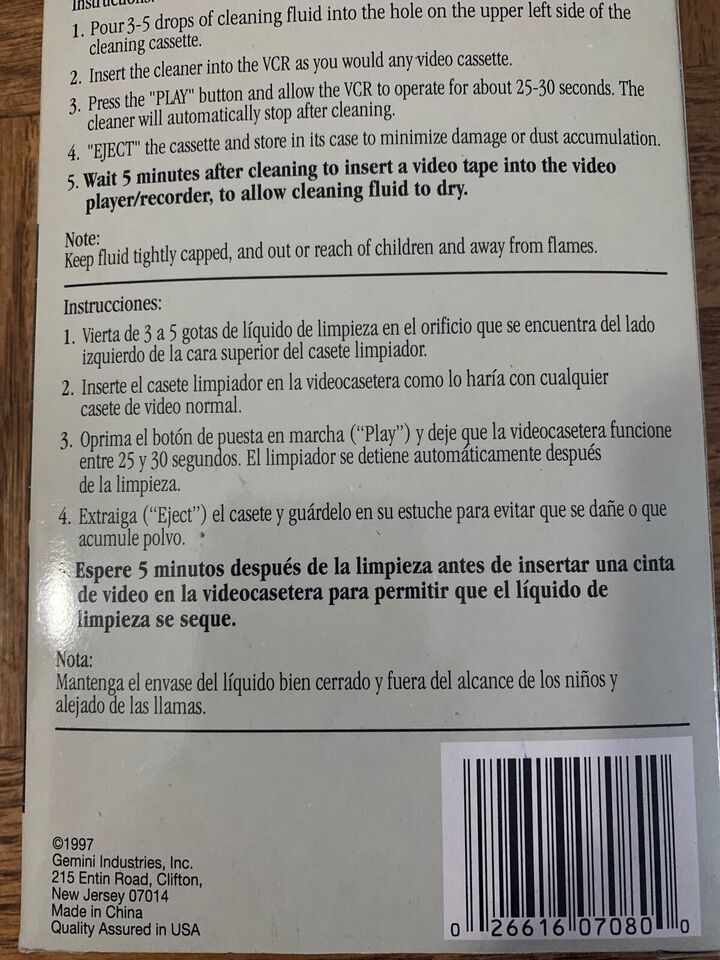 Instructions:
1. Pour 3-5 drops of cleaning fluid into the hole on the upper left side of the
cleaning cassette.
2. Insert the cleaner into the VCR as you would any video cassette.
3. Press the "PLAY" button and allow the VCR to operate for about 25-30 seconds. The
cleaner will automatically stop after cleaning.
4. "EJECT" the cassette and store in its case to minimize damage or dust accumulation.
5. Wait 5 minutes after cleaning to insert a video tape into the video
player/recorder, to allow cleaning fluid to dry.
Note:
Keep fluid tightly capped, and out or reach of children and away from flames.
Instrucciones:
1. Vierta de 3 a 5 gotas de líquido de limpieza en el orificio que se encuentra del lado
izquierdo de la cara superior del casete limpiador.
2. Inserte el casete limpiador en la videocasetera como lo haría con cualquier
casete de video normal.
3. Oprima el botón de puesta en marcha (“Play”) y deje que la videocasetera funcione
entre 25 y 30 segundos. El limpiador se detiene automáticamente después
de la limpieza.
4. Extraiga (“Eject”) el casete y guárdelo en su estuche para evitar que se dañe o que
acumule polvo.
Espere 5 minutos después de la limpieza antes de insertar una cinta
de video en la videocasetera para permitir que el líquido de
limpieza se seque.
Nota:
Mantenga el envase del líquido bien cerrado y fuera del alcance de los niños y
alejado de las llamas.
©1997
Gemini Industries, Inc.
215 Entin Road, Clifton,
New Jersey 07014
Made in China
Quality Assured in USA
0 26616 07080 0